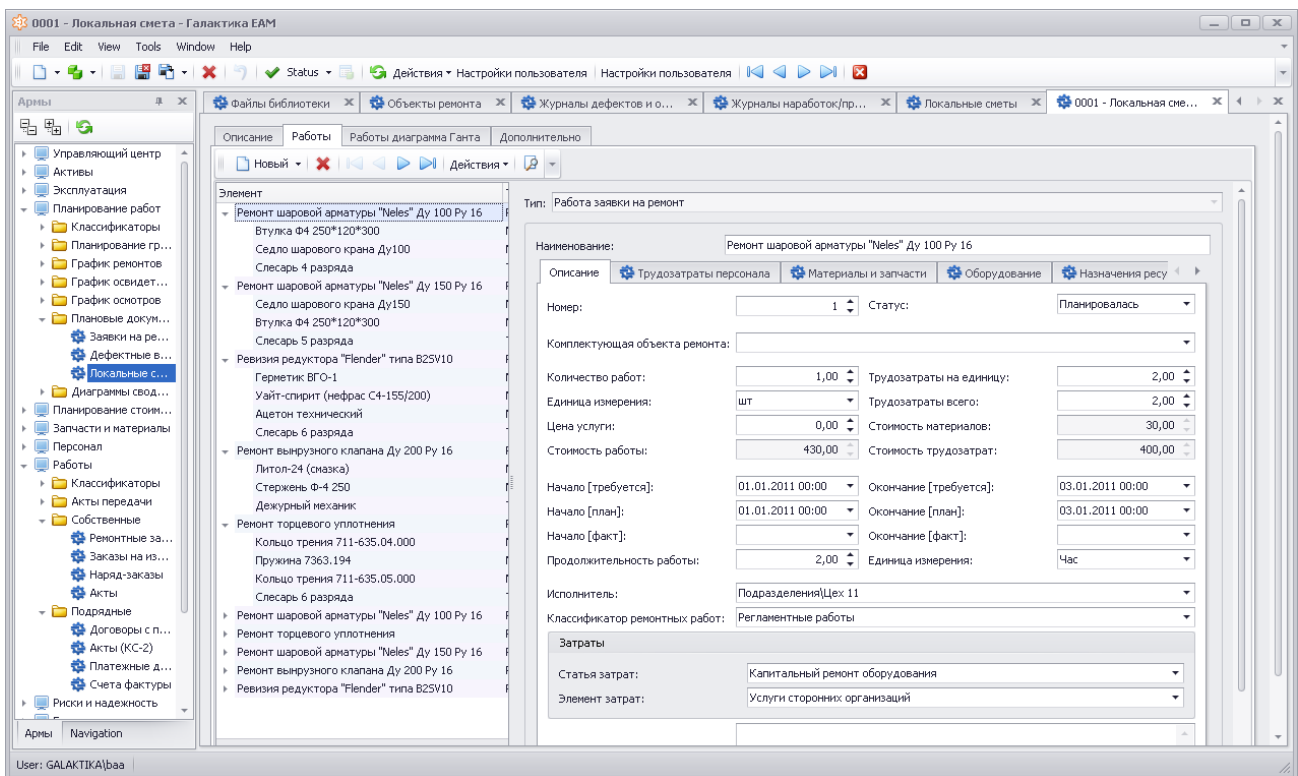 0001 - Локальная смета - Галактика EAM
File Edit View Tools Window Help
Status Действия Настройки пользователя Настройки пользователя
Армы
Файлы библиотеки Объекты ремонта Журналы дефектов и о... Журналы наработок/пр... Локальные сметы 0001 - Локальная сме...
Управляющий центр
Активы
Эксплуатация
Планирование работ
Классификаторы
Планирование гр...
График ремонтов
График освидет...
График осмотров
Плановые докум...
Заявки на ре...
Дефектные в...
Локальные с...
Диаграммы свод...
Планирование стоим...
Запчасти и материалы
Персонал
Работы
Классификаторы
Акты передачи
Собственные
Ремонтные за...
Заказы на из...
Наряд-заказы
Акты
Подрядные
Договоры с п...
Акты (КС-2)
Платежные д...
Счета фактуры
Риски и надежность
Армы Navigation
Описание Работы Работы диаграмма Ганта Дополнительно
Новый Действия
Элемент
Ремонт шаровой арматуры "Neles" Ду 100 Ру 16
Втулка Ф4 250*120*300
Седло шарового крана Ду100
Слесарь 4 разряда
Ремонт шаровой арматуры "Neles" Ду 150 Ру 16
Седло шарового крана Ду150
Втулка Ф4 250*120*300
Слесарь 5 разряда
Ревизия редуктора "Flender" типа B2SV10
Герметик ВГО-1
Уайт-спирит (нефрас С4-155/200)
Ацетон технический
Слесарь 6 разряда
Ремонт вынрузного клапана Ду 200 Ру 16
Литол-24 (смазка)
Стержень Ф-4 250
Дежурный механик
Ремонт торцевого уплотнения
Кольцо трения 711-635.04.000
Пружина 7363.194
Кольцо трения 711-635.05.000
Слесарь 6 разряда
Ремонт шаровой арматуры "Neles" Ду 100 Ру 16
Ремонт торцевого уплотнения
Ремонт шаровой арматуры "Neles" Ду 150 Ру 16
Ремонт вынрузного клапана Ду 200 Ру 16
Ревизия редуктора "Flender" типа B2SV10
Тип: Работа заявки на ремонт
Наименование: Ремонт шаровой арматуры "Neles" Ду 100 Ру 16
Описание Трудозатраты персонала Материалы и запчасти Оборудование Назначения ресу
Номер: 1 Статус: Планировалась
Комплектующая объекта ремонта:
Количество работ: 1,00 Трудозатраты на единицу: 2,00
Единица измерения: шт Трудозатраты всего: 2,00
Цена услуги: 0,00 Стоимость материалов: 30,00
Стоимость работы: 430,00 Стоимость трудозатрат: 400,00
Начало [требуется]: 01.01.2011 00:00 Окончание [требуется]: 03.01.2011 00:00
Начало [план]: 01.01.2011 00:00 Окончание [план]: 03.01.2011 00:00
Начало [факт]: Окончание [факт]:
Продолжительность работы: 2,00 Единица измерения: Час
Исполнитель: Подразделения\Цех 11
Классификатор ремонтных работ: Регламентные работы
Затраты
Статья затрат: Капитальный ремонт оборудования
Элемент затрат: Услуги сторонних организаций
User: GALAKTIKA\baa